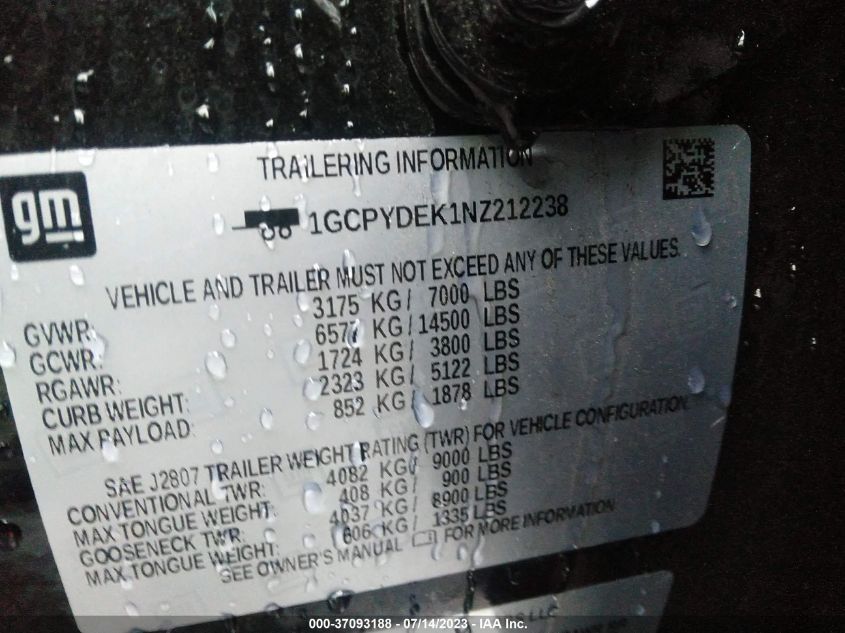 TRAILERING INFORMATION
gm
1GCPYDEK1NZ212238
VEHICLE AND TRAILER MUST NOT EXCEED ANY OF THESE VALUES.
GVWR: 3175 KG/ 7000 LBS
GCWR: 6577 KG/ 14500 LBS
RGAWR: 1724 KG/ 3800 LBS
CURB WEIGHT: 2323 KG/ 5122 LBS
MAX PAYLOAD: 852 KG/ 1878 LBS
SAE J2807 TRAILER WEIGHT RATING (TWR) FOR VEHICLE CONFIGURATION.
CONVENTIONAL TWR: 4082 KG/ 9000 LBS
MAX TONGUE WEIGHT: 408 KG/ 900 LBS
GOOSENECK TWR: 4037 KG/ 8900 LBS
MAX TONGUE WEIGHT: 606 KG/ 1335 LBS
SEE OWNER'S MANUAL FOR MORE INFORMATION
LLC
000-37093188 — 07/14/2023 — IAA Inc.